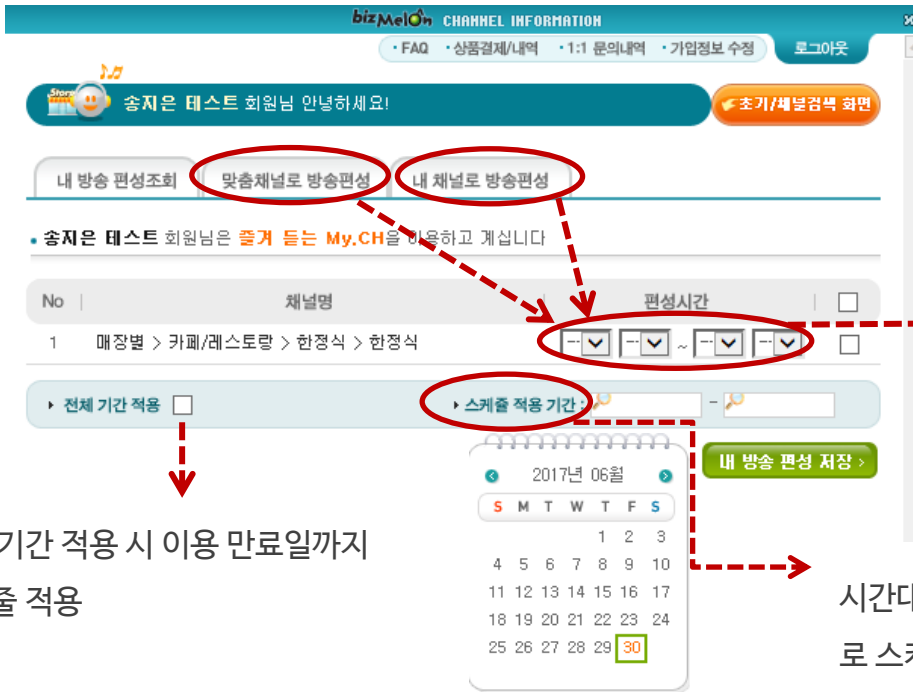 bizMelOn CHANNEL INFORMATION
· FAQ · 상품결제/내역 · 1:1 문의내역 · 가입정보 수정 로그아웃
Store 송지은 테스트 회원님 안녕하세요!
초기/채널검색 화면
내 방송 편성조회 맞춤채널로 방송편성 내 채널로 방송편성
• 송지은 테스트 회원님은 즐겨 듣는 My.CH을 이용하고 계십니다
No | 채널명 | 편성시간 |
1 매장별 > 카페/레스토랑 > 한정식 > 한정식 -- -- ~ -- --
전체 기간 적용 스케줄 적용 기간 : -
내 방송 편성 저장 >
2017년 06월
S M T W T F S
1 2 3
4 5 6 7 8 9 10
11 12 13 14 15 16 17
18 19 20 21 22 23 24
25 26 27 28 29 30
기간 적용 시 이용 만료일까지
줄 적용
시간대
로 스케